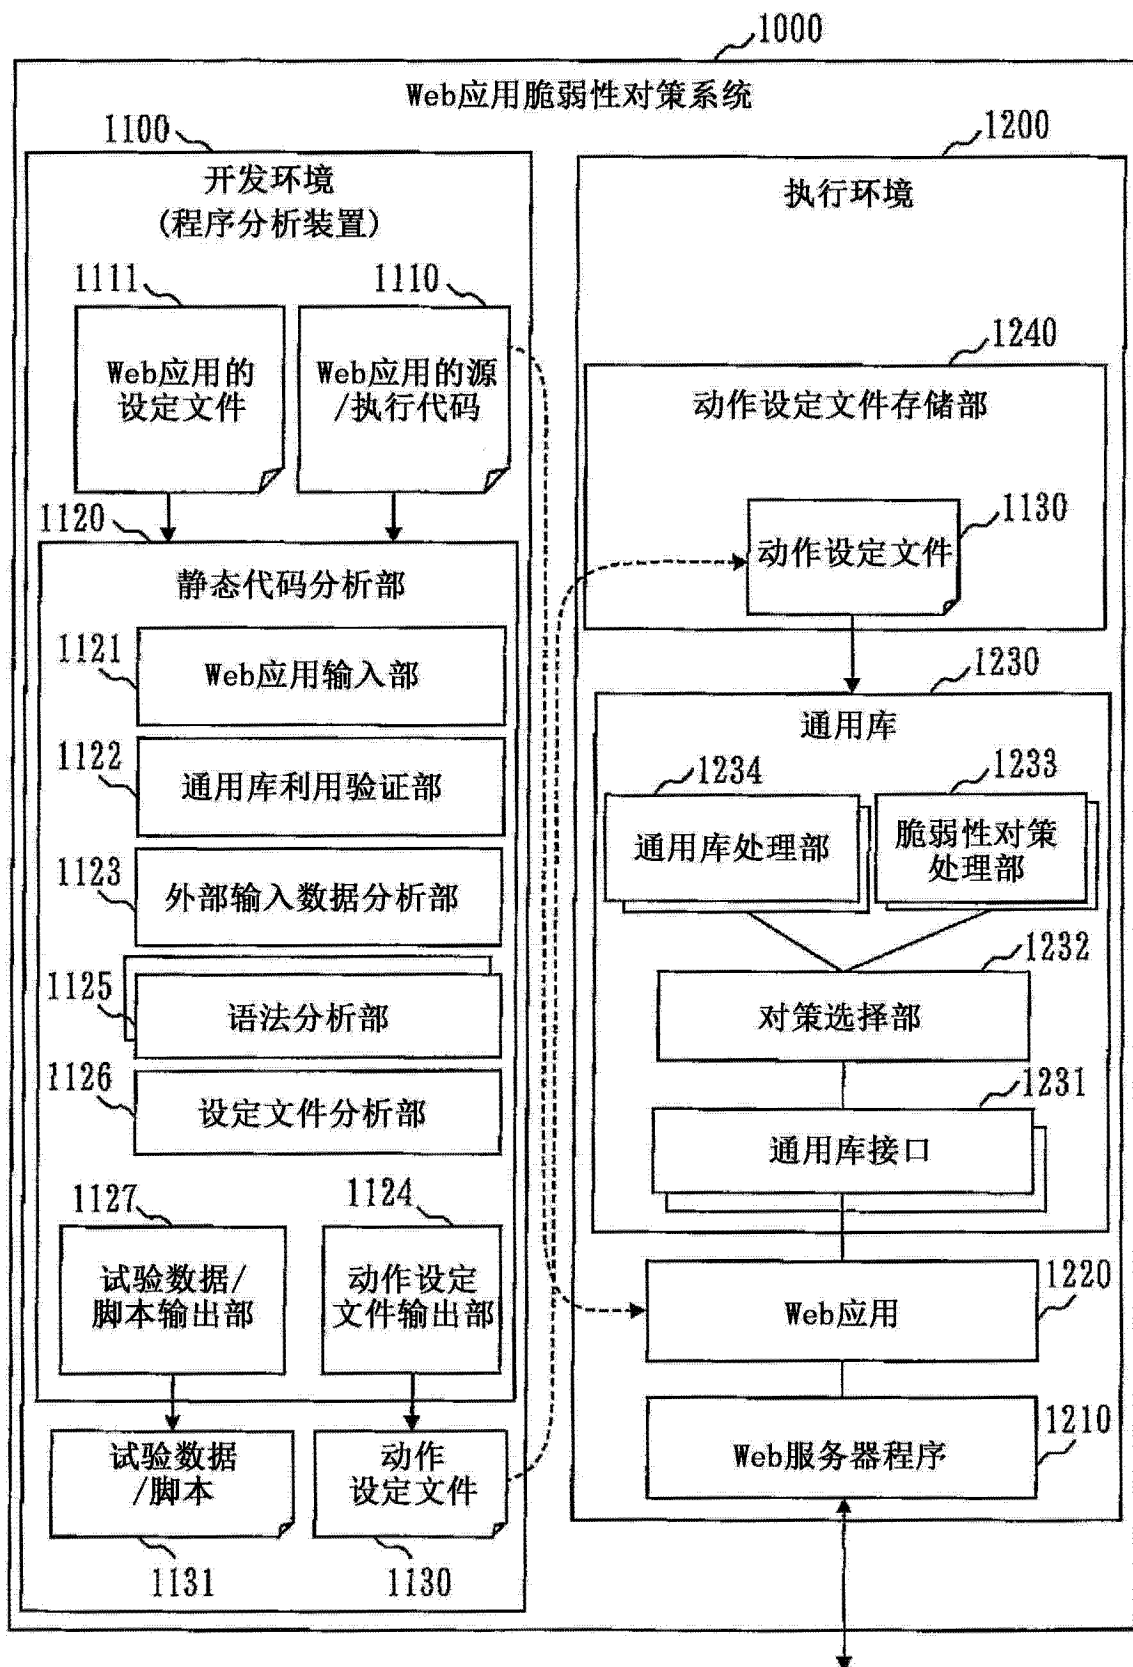 1000
Web应用脆弱性对策系统
1100
开发环境
(程序分析装置)
1111
Web应用的
设定文件
1110
Web应用的源
/执行代码
1120
静态代码分析部
1121
Web应用输入部
1122
通用库利用验证部
1123
外部输入数据分析部
1125
语法分析部
1126
设定文件分析部
1127
试验数据/
脚本输出部
1124
动作设定
文件输出部
试验数据
/脚本
1131
动作
设定文件
1130
1200
执行环境
1240
动作设定文件存储部
1130
动作设定文件
1230
通用库
1234
通用库处理部
1233
脆弱性对策
处理部
1232
对策选择部
1231
通用库接口
1220
Web应用
1210
Web服务器程序